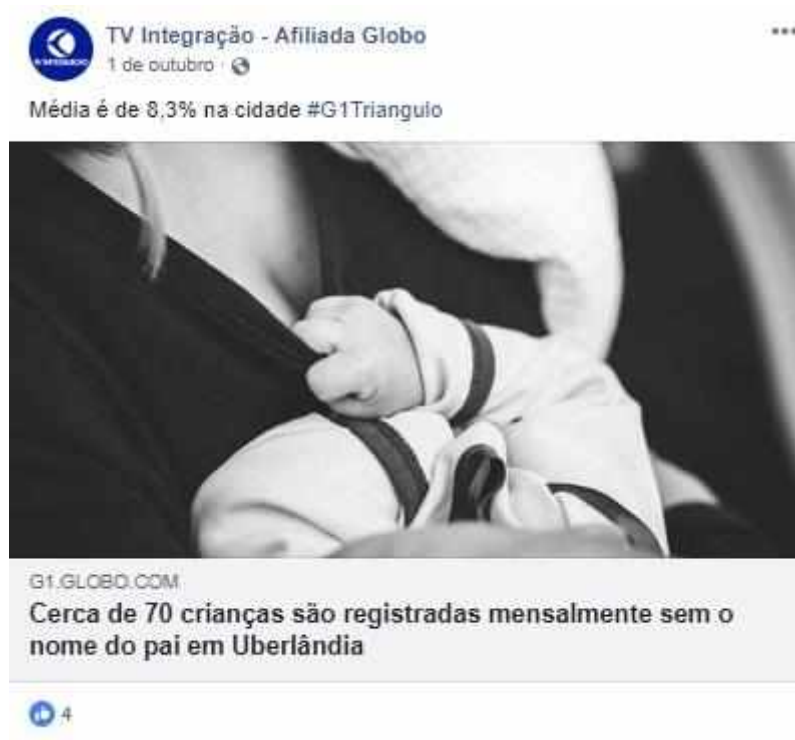 TV Integração - Afiliada Globo
1 de outubro ·
Média é de 8,3% na cidade #G1Triangulo
G1.GLOBO.COM
Cerca de 70 crianças são registradas mensalmente sem o
nome do pai em Uberlândia
4